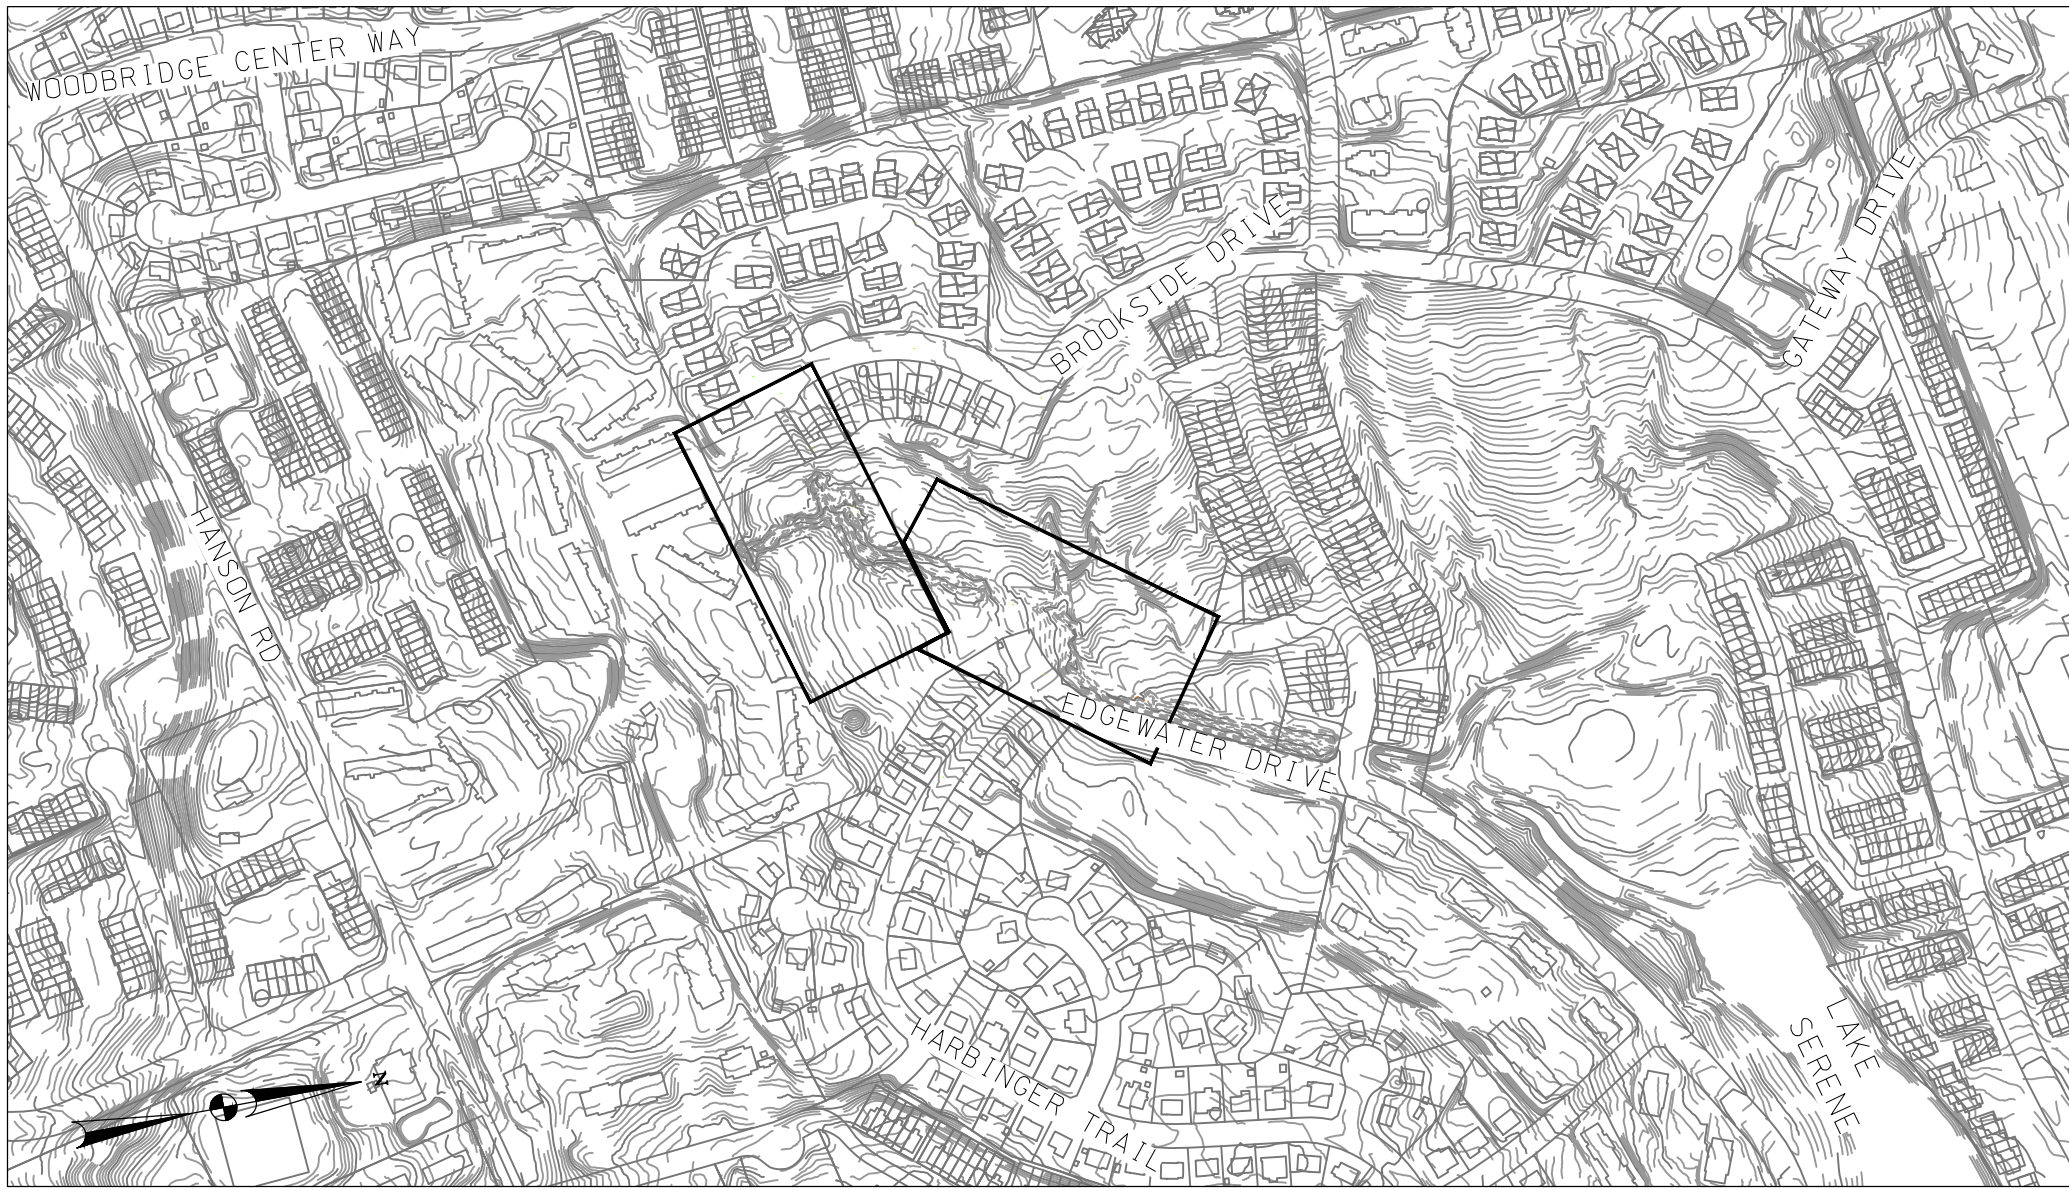 WOODBRIDGE CENTER WAY
BROOKSIDE DRIVE
GATEWAY DRIVE
HANSON RD
EDGEWATER DRIVE
HARBINGER TRAIL
LAKE
SERENE
N